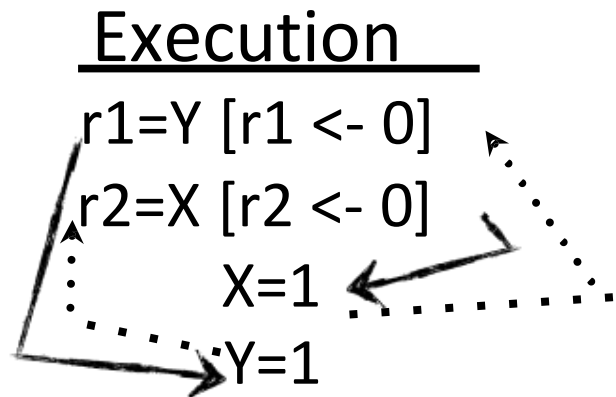 Execution
r1=Y [r1 <- 0]
r2=X [r2 <- 0]
X=1
Y=1